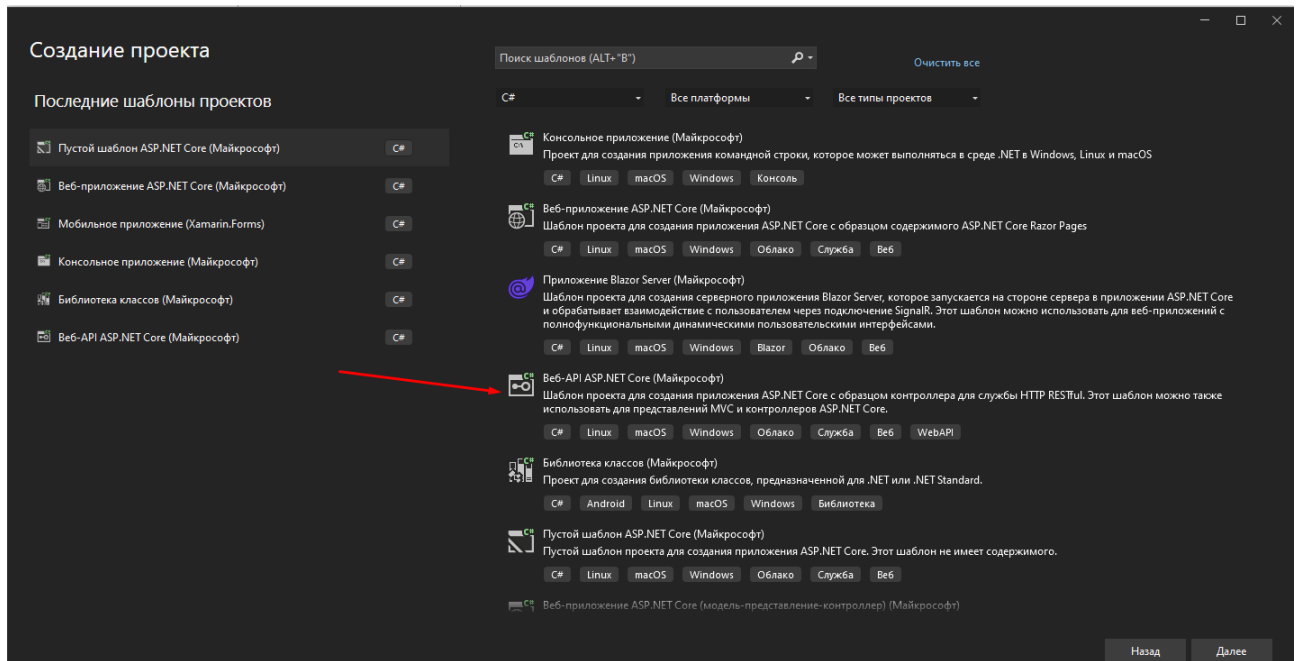 Создание проекта
Поиск шаблонов (ALT+"B")
Очистить все
Последние шаблоны проектов
C#
Все платформы
Все типы проектов
Пустой шаблон ASP.NET Core (Майкрософт)
C#
Веб-приложение ASP.NET Core (Майкрософт)
C#
Мобильное приложение (Xamarin.Forms)
C#
Консольное приложение (Майкрософт)
C#
Библиотека классов (Майкрософт)
C#
Веб-API ASP.NET Core (Майкрософт)
C#
Консольное приложение (Майкрософт)
Проект для создания приложения командной строки, которое может выполняться в среде .NET в Windows, Linux и macOS
C# Linux macOS Windows Консоль
Веб-приложение ASP.NET Core (Майкрософт)
Шаблон проекта для создания приложения ASP.NET Core с образцом содержимого ASP.NET Core Razor Pages
C# Linux macOS Windows Облако Служба Веб
Приложение Blazor Server (Майкрософт)
Шаблон проекта для создания серверного приложения Blazor Server, которое запускается на стороне сервера в приложении ASP.NET Core
и обрабатывает взаимодействие с пользователем через подключение SignalR. Этот шаблон можно использовать для веб-приложений с
полнофункциональными динамическими пользовательскими интерфейсами.
C# Linux macOS Windows Blazor Облако Веб
Веб-API ASP.NET Core (Майкрософт)
Шаблон проекта для создания приложения ASP.NET Core с образцом контроллера для службы HTTP RESTful. Этот шаблон можно также
использовать для представлений MVC и контроллеров ASP.NET Core.
C# Linux macOS Windows Облако Служба Веб WebAPI
Библиотека классов (Майкрософт)
Проект для создания библиотеки классов, предназначенной для .NET или .NET Standard.
C# Android Linux macOS Windows Библиотека
Пустой шаблон ASP.NET Core (Майкрософт)
Пустой шаблон проекта для создания приложения ASP.NET Core. Этот шаблон не имеет содержимого.
C# Linux macOS Windows Облако Служба Веб
Веб-приложение ASP.NET Core (модель-представление-контроллер) (Майкрософт)
Назад
Далее